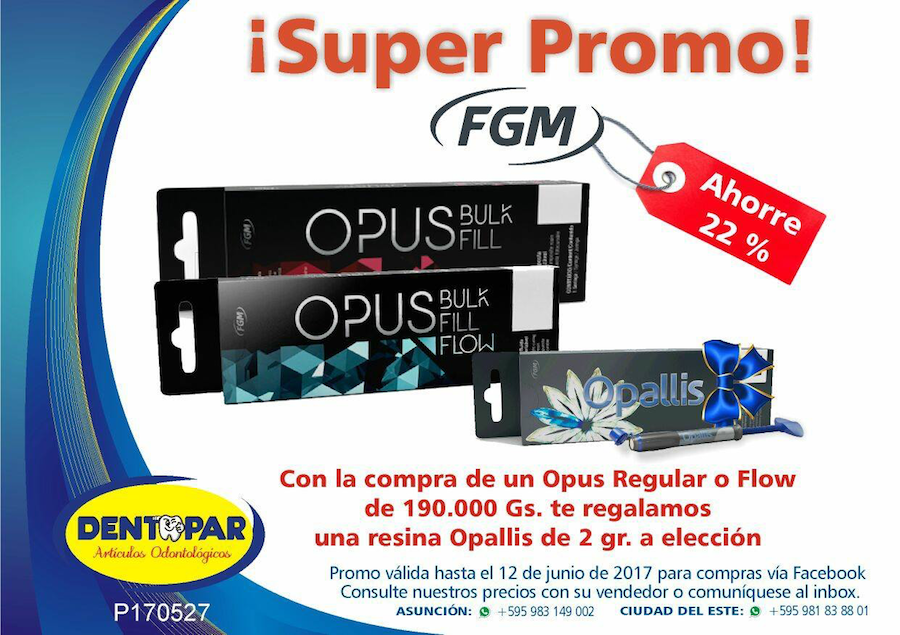 ¡Super Promo!
FGM
Ahorre
22 %
FGM
OPUS BULK
FILL
FGM
OPUS BULK
FILL
FLOW
Opallis
Con la compra de un Opus Regular o Flow
de 190.000 Gs. te regalamos
una resina Opallis de 2 gr. a elección
DENTOPAR
Artículos Odontológicos
Promo válida hasta el 12 de junio de 2017 para compras vía Facebook
Consulte nuestros precios con su vendedor o comuníquese al inbox.
ASUNCIÓN: +595 983 149 002 CIUDAD DEL ESTE: +595 981 83 88 01
P170527